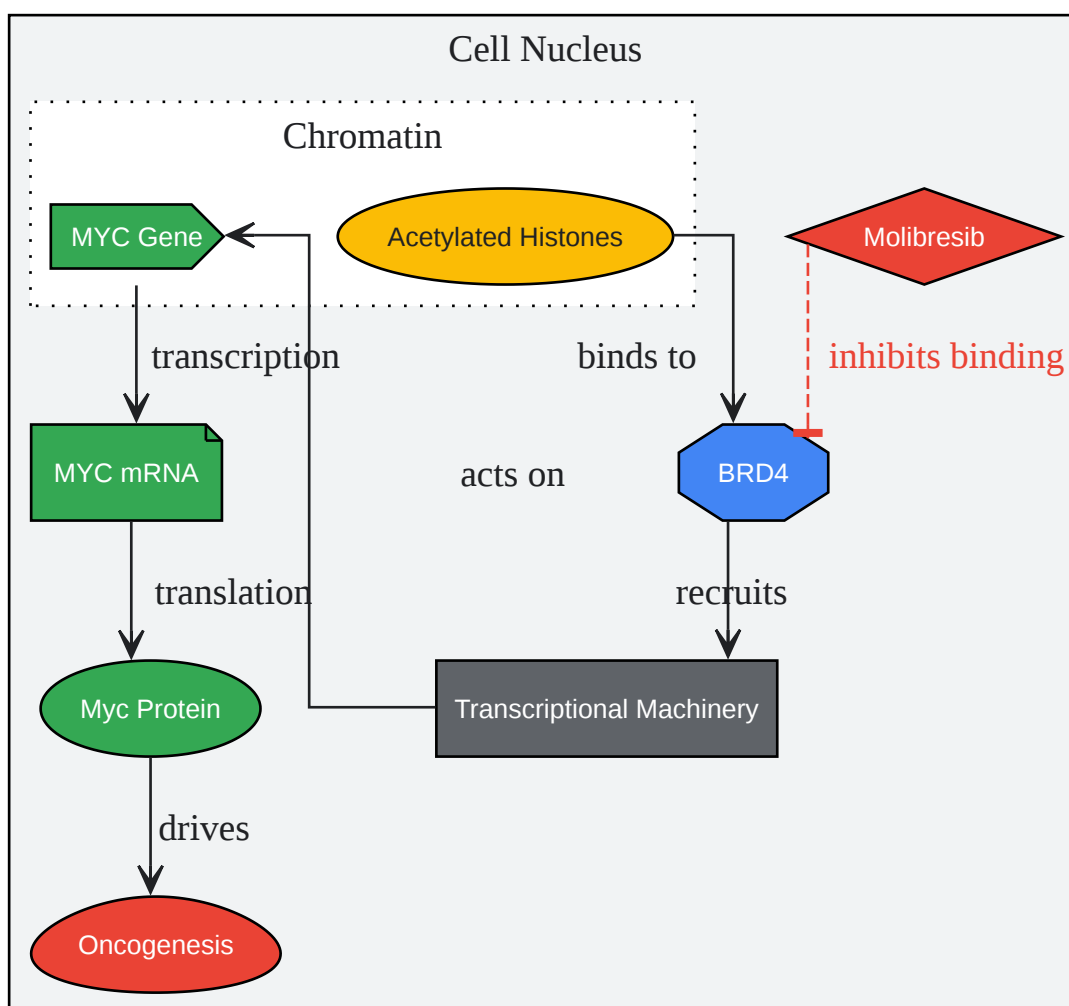 Cell Nucleus
Chromatin
MYC Gene
Acetylated Histones
Molibresib
transcription
binds to
inhibits binding
MYC mRNA
acts on
BRD4
translation
recruits
Myc Protein
Transcriptional Machinery
drives
Oncogenesis